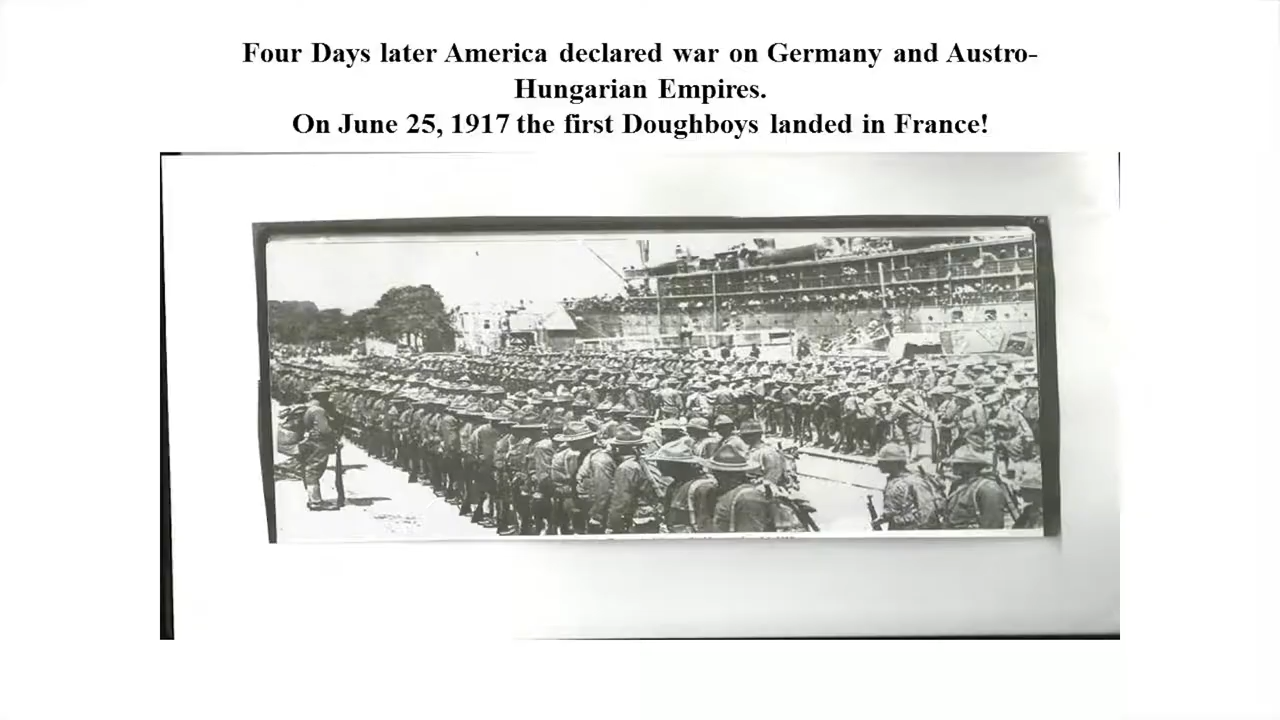 Four Days later America declared war on Germany and Austro-
Hungarian Empires.
On June 25, 1917 the first Doughboys landed in France!